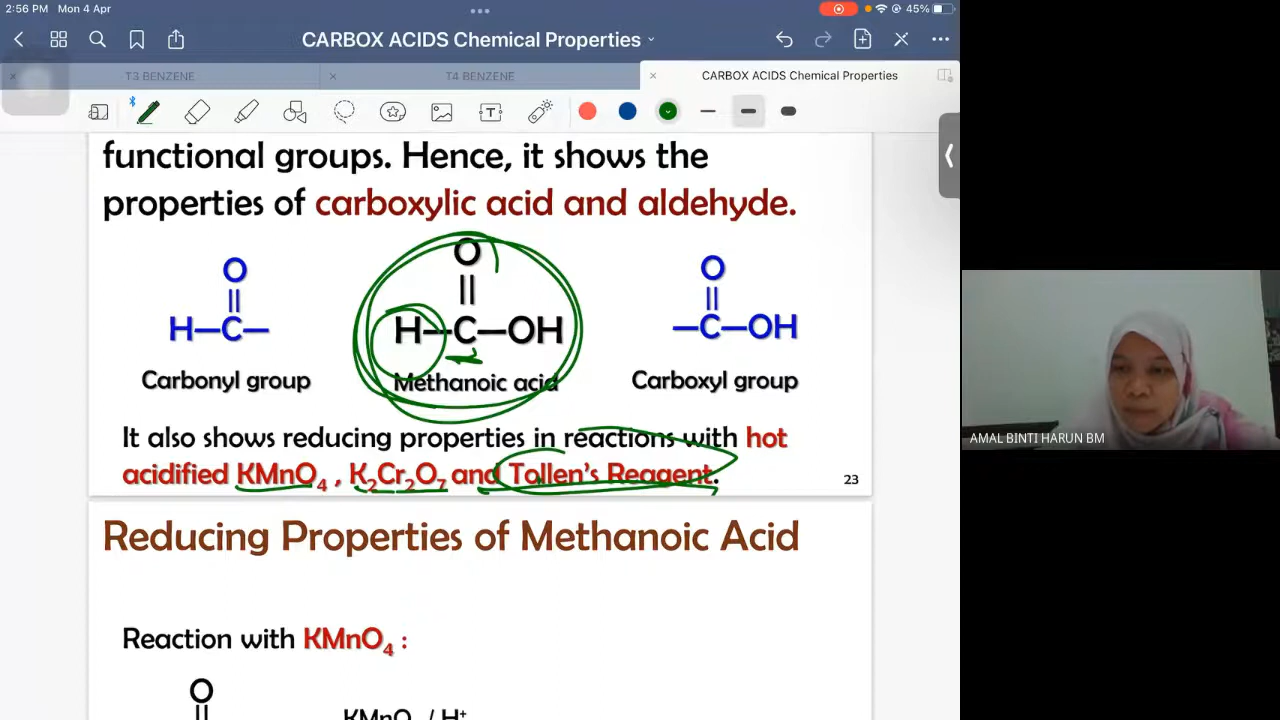 2:56 PM Mon 4 Apr
45%
CARBOX ACIDS Chemical Properties
T3 BENZENE
T4 BENZENE
CARBOX ACIDS Chemical Properties
T
functional groups. Hence, it shows the
properties of carboxylic acid and aldehyde.
O
H—C—
Carbonyl group
O
H—C—OH
Methanoic acid
O
—C—OH
Carboxyl group
It also shows reducing properties in reactions with hot
acidified KMnO₄ , K₂Cr₂O₇ and Tollen's Reagent.
23
Reducing Properties of Methanoic Acid
Reaction with KMnO₄ :
O
KMnO₄ / H⁺
AMAL BINTI HARUN BM